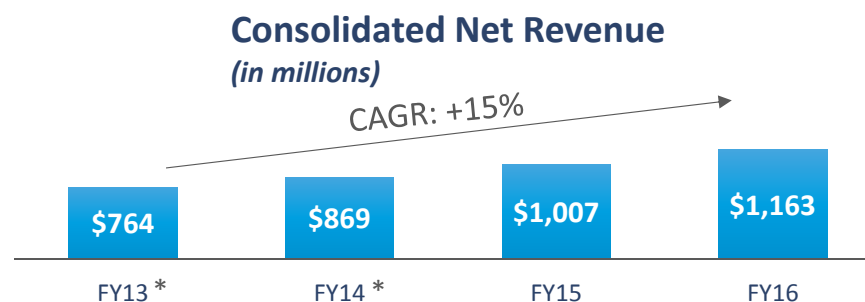 Consolidated Net Revenue
(in millions)
CAGR: +15%
$764 $869 $1,007 $1,163
FY13 * FY14 * FY15 FY16